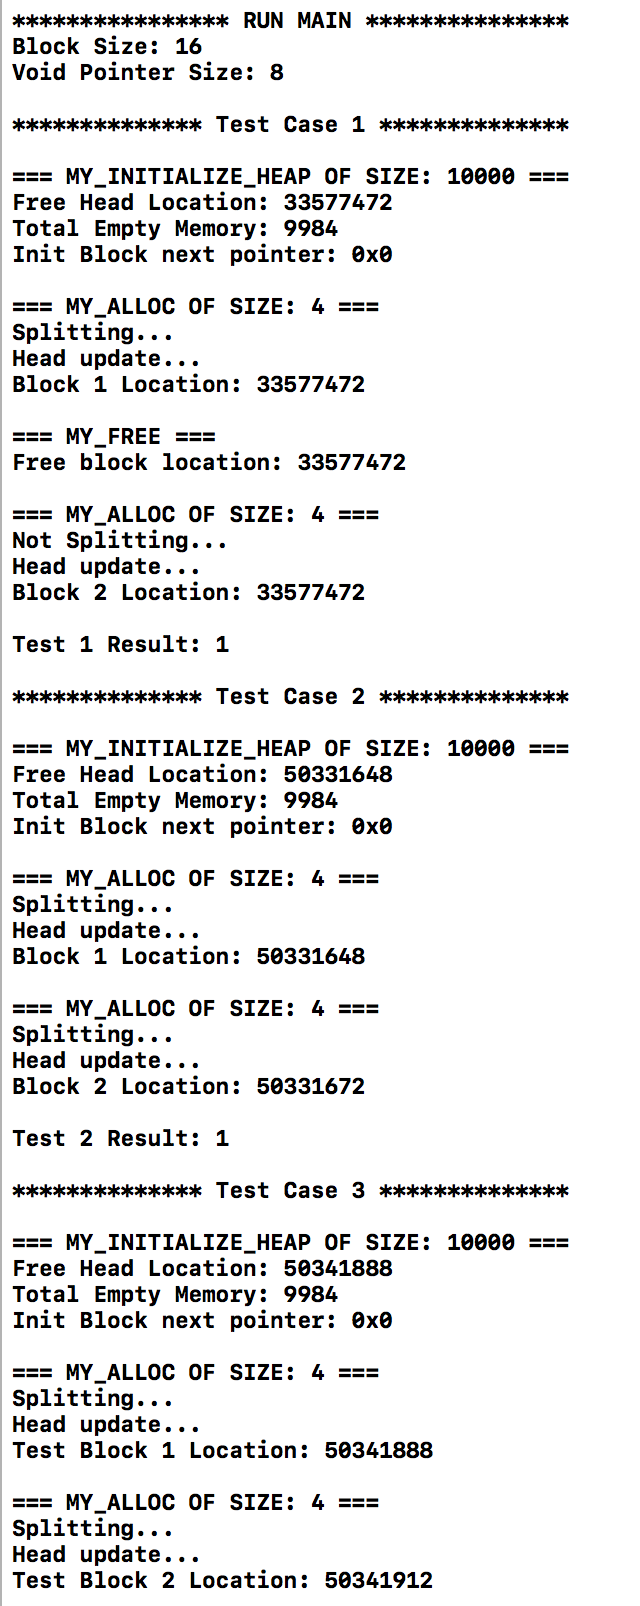 **************** RUN MAIN ***************
Block Size: 16
Void Pointer Size: 8
************** Test Case 1 **************
=== MY_INITIALIZE_HEAP OF SIZE: 10000 ===
Free Head Location: 33577472
Total Empty Memory: 9984
Init Block next pointer: 0x0
=== MY_ALLOC OF SIZE: 4 ===
Splitting...
Head update...
Block 1 Location: 33577472
=== MY_FREE ===
Free block location: 33577472
=== MY_ALLOC OF SIZE: 4 ===
Not Splitting...
Head update...
Block 2 Location: 33577472
Test 1 Result: 1
************** Test Case 2 **************
=== MY_INITIALIZE_HEAP OF SIZE: 10000 ===
Free Head Location: 50331648
Total Empty Memory: 9984
Init Block next pointer: 0x0
=== MY_ALLOC OF SIZE: 4 ===
Splitting...
Head update...
Block 1 Location: 50331648
=== MY_ALLOC OF SIZE: 4 ===
Splitting...
Head update...
Block 2 Location: 50331672
Test 2 Result: 1
************** Test Case 3 **************
=== MY_INITIALIZE_HEAP OF SIZE: 10000 ===
Free Head Location: 50341888
Total Empty Memory: 9984
Init Block next pointer: 0x0
=== MY_ALLOC OF SIZE: 4 ===
Splitting...
Head update...
Test Block 1 Location: 50341888
=== MY_ALLOC OF SIZE: 4 ===
Splitting...
Head update...
Test Block 2 Location: 50341912